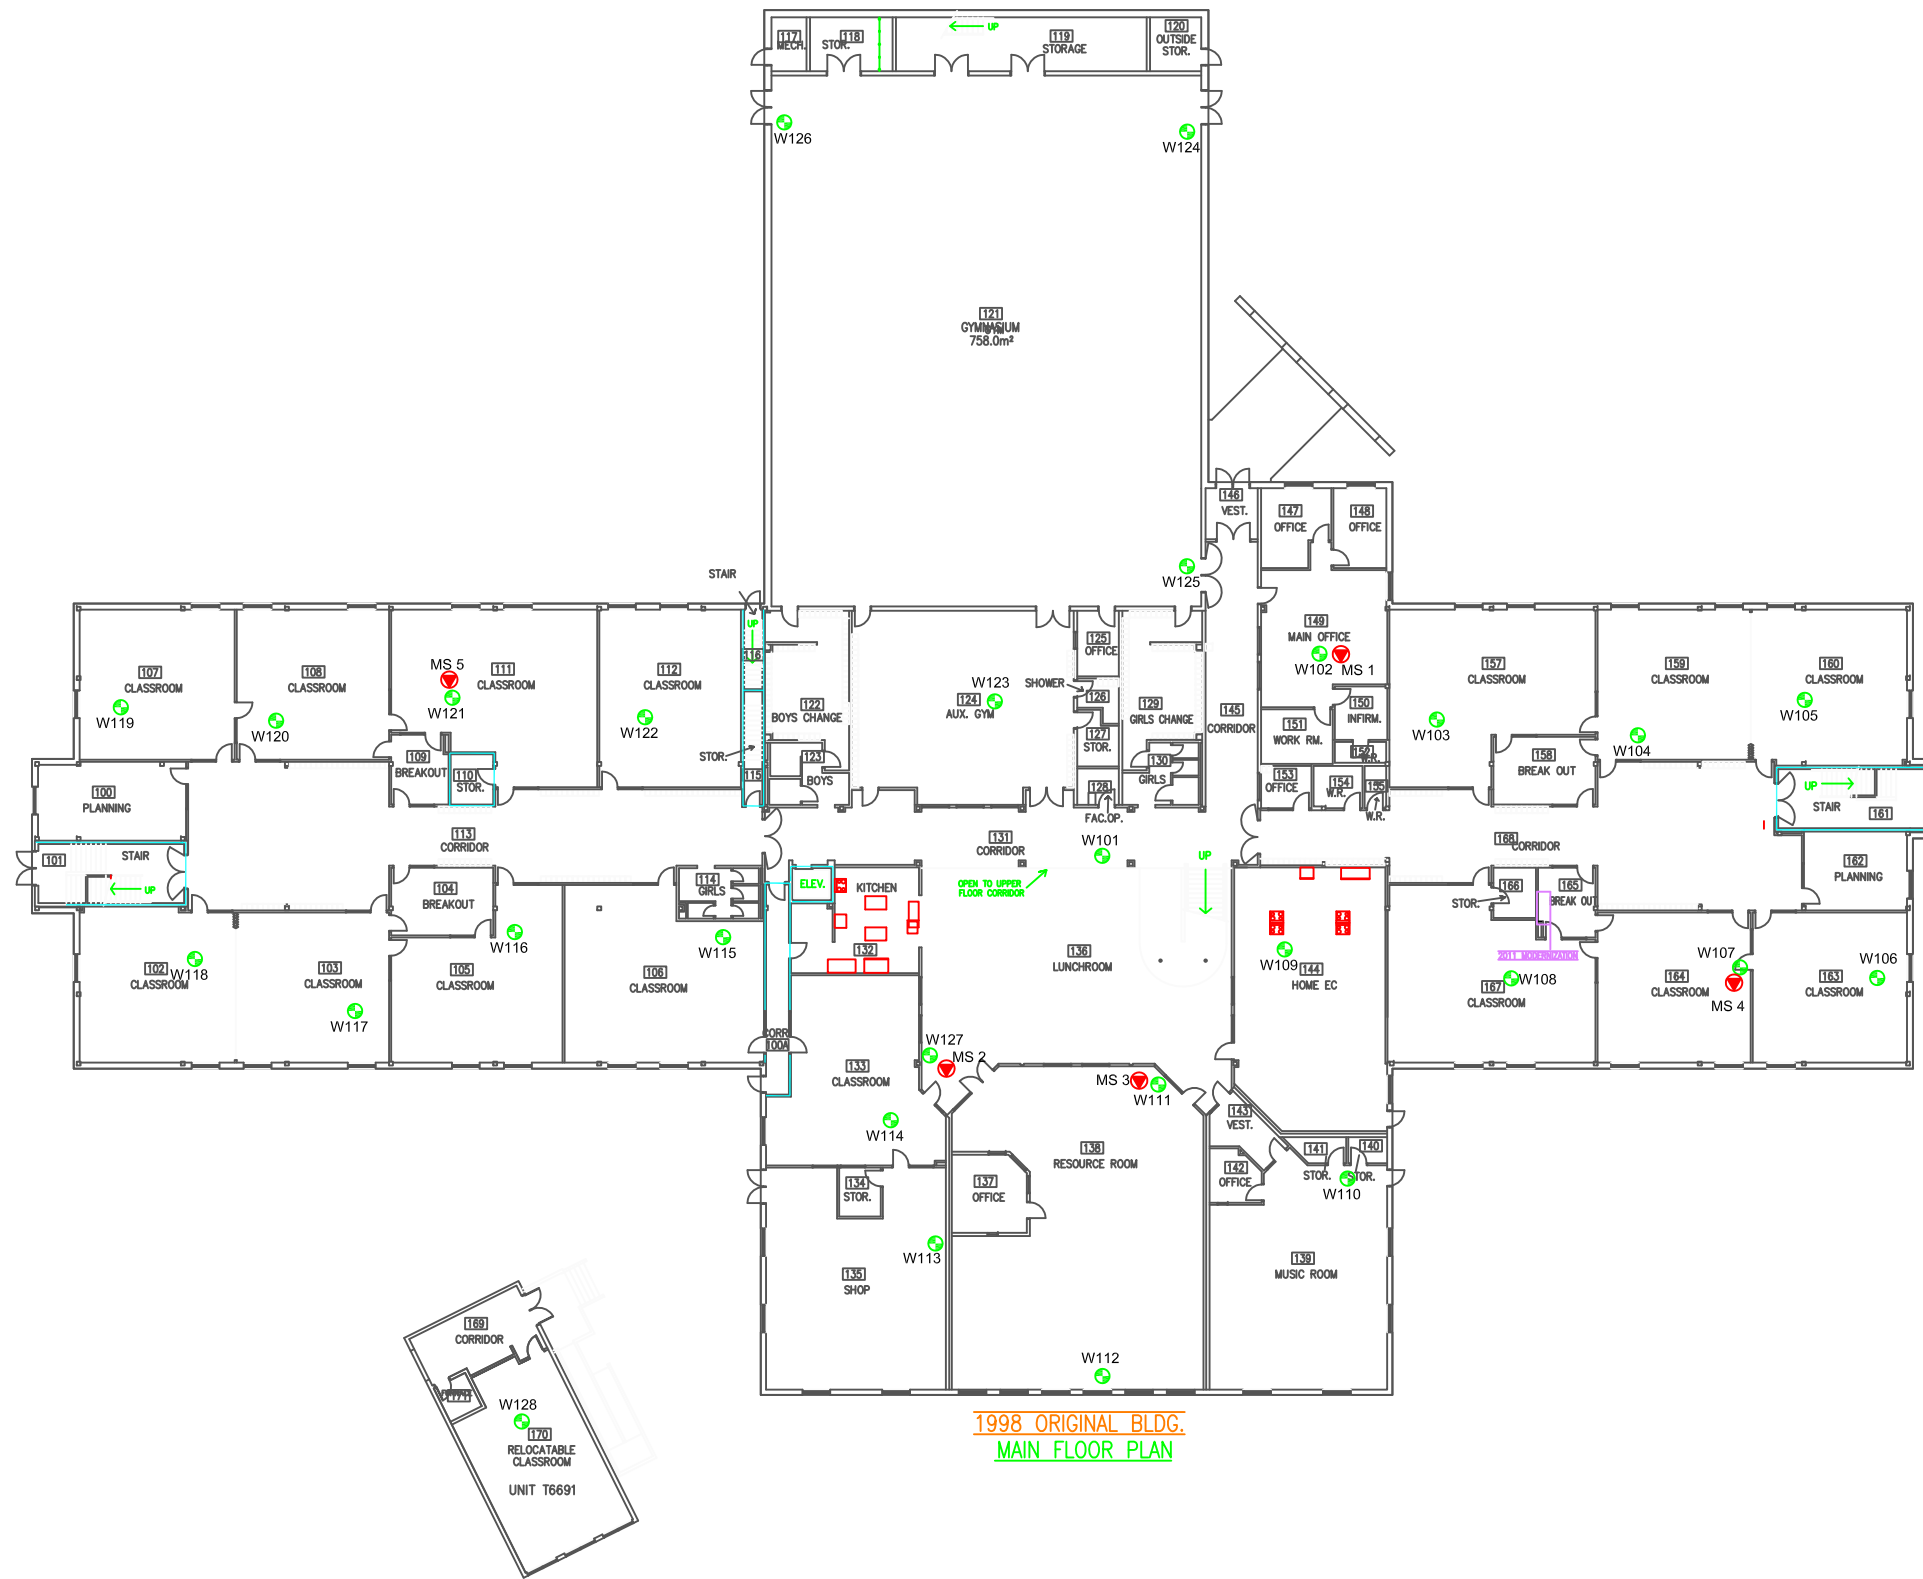 117
MECH.
118
STOR.
UP
119
STORAGE
120
OUTSIDE
STOR.
W126
W124
121
GYMNASIUM
758.0m²
146
VEST.
147
OFFICE
148
OFFICE
W125
STAIR
UP
116
107
CLASSROOM
W119
108
CLASSROOM
W120
MS 5
111
CLASSROOM
W121
112
CLASSROOM
W122
122
BOYS CHANGE
123
BOYS
STOR.
115
W123
124
AUX. GYM
125
OFFICE
SHOWER
126
127
STOR.
128
FAC.OP.
129
GIRLS CHANGE
130
GIRLS
145
CORRIDOR
149
MAIN OFFICE
W102
MS 1
150
INFIRM.
151
WORK RM.
152
W.R.
153
OFFICE
154
W.R.
155
W.R.
157
CLASSROOM
W103
158
BREAK OUT
159
CLASSROOM
W104
160
CLASSROOM
W105
109
BREAKOUT
110
STOR.
100
PLANNING
101
STAIR
UP
113
CORRIDOR
104
BREAKOUT
114
GIRLS
131
CORRIDOR
W101
UP
OPEN TO UPPER
FLOOR CORRIDOR
ELEV.
KITCHEN
132
168
CORRIDOR
UP
STAIR
161
162
PLANNING
166
STOR.
165
BREAK OUT
2011 MODERNIZATION
102
CLASSROOM
W118
103
CLASSROOM
W117
105
CLASSROOM
W116
106
CLASSROOM
W115
CORR.
100A
136
LUNCHROOM
W109
144
HOME EC
167
CLASSROOM
W108
164
CLASSROOM
W107
MS 4
163
CLASSROOM
W106
W127
MS 2
133
CLASSROOM
W114
MS 3
W111
143
VEST.
138
RESOURCE ROOM
137
OFFICE
142
OFFICE
141
STOR.
140
STOR.
W110
134
STOR.
W113
135
SHOP
139
MUSIC ROOM
W112
169
CORRIDOR
W128
170
RELOCATABLE
CLASSROOM
UNIT T6691
1998 ORIGINAL BLDG.
MAIN FLOOR PLAN